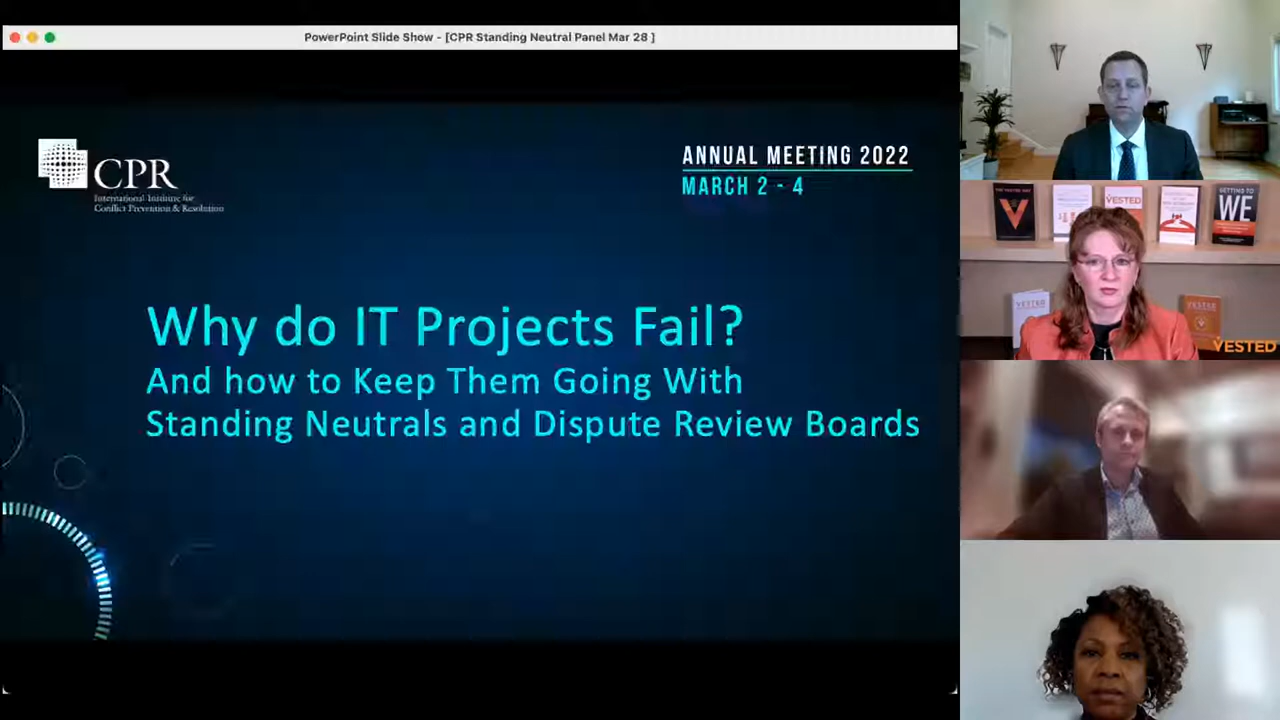 PowerPoint Slide Show - [CPR Standing Neutral Panel Mar 28 ]
CPR
International Institute for
Conflict Prevention & Resolution
ANNUAL MEETING 2022
MARCH 2 - 4
Why do IT Projects Fail?
And how to Keep Them Going With
Standing Neutrals and Dispute Review Boards
V
VESTED
GETTING TO
WE
VESTED
VESTED
VESTED